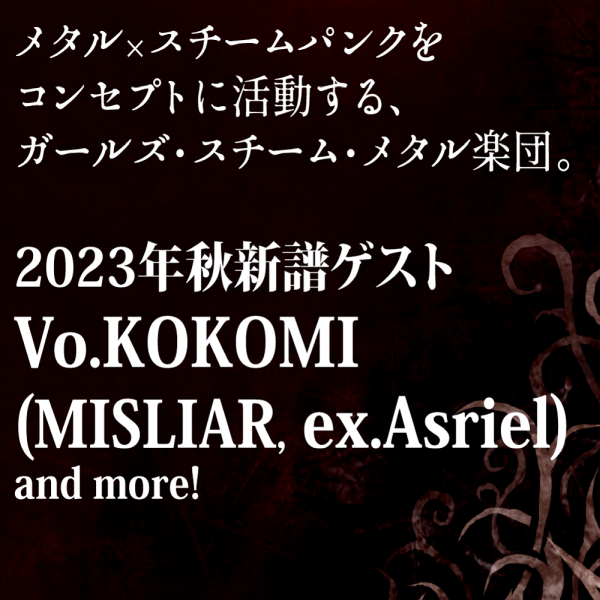 メタル×スチームパンクを
コンセプトに活動する、
ガールズ・スチーム・メタル楽団。
2023年秋新譜ゲスト
Vo.KOKOMI
(MISLIAR, ex.Asriel)
and more!